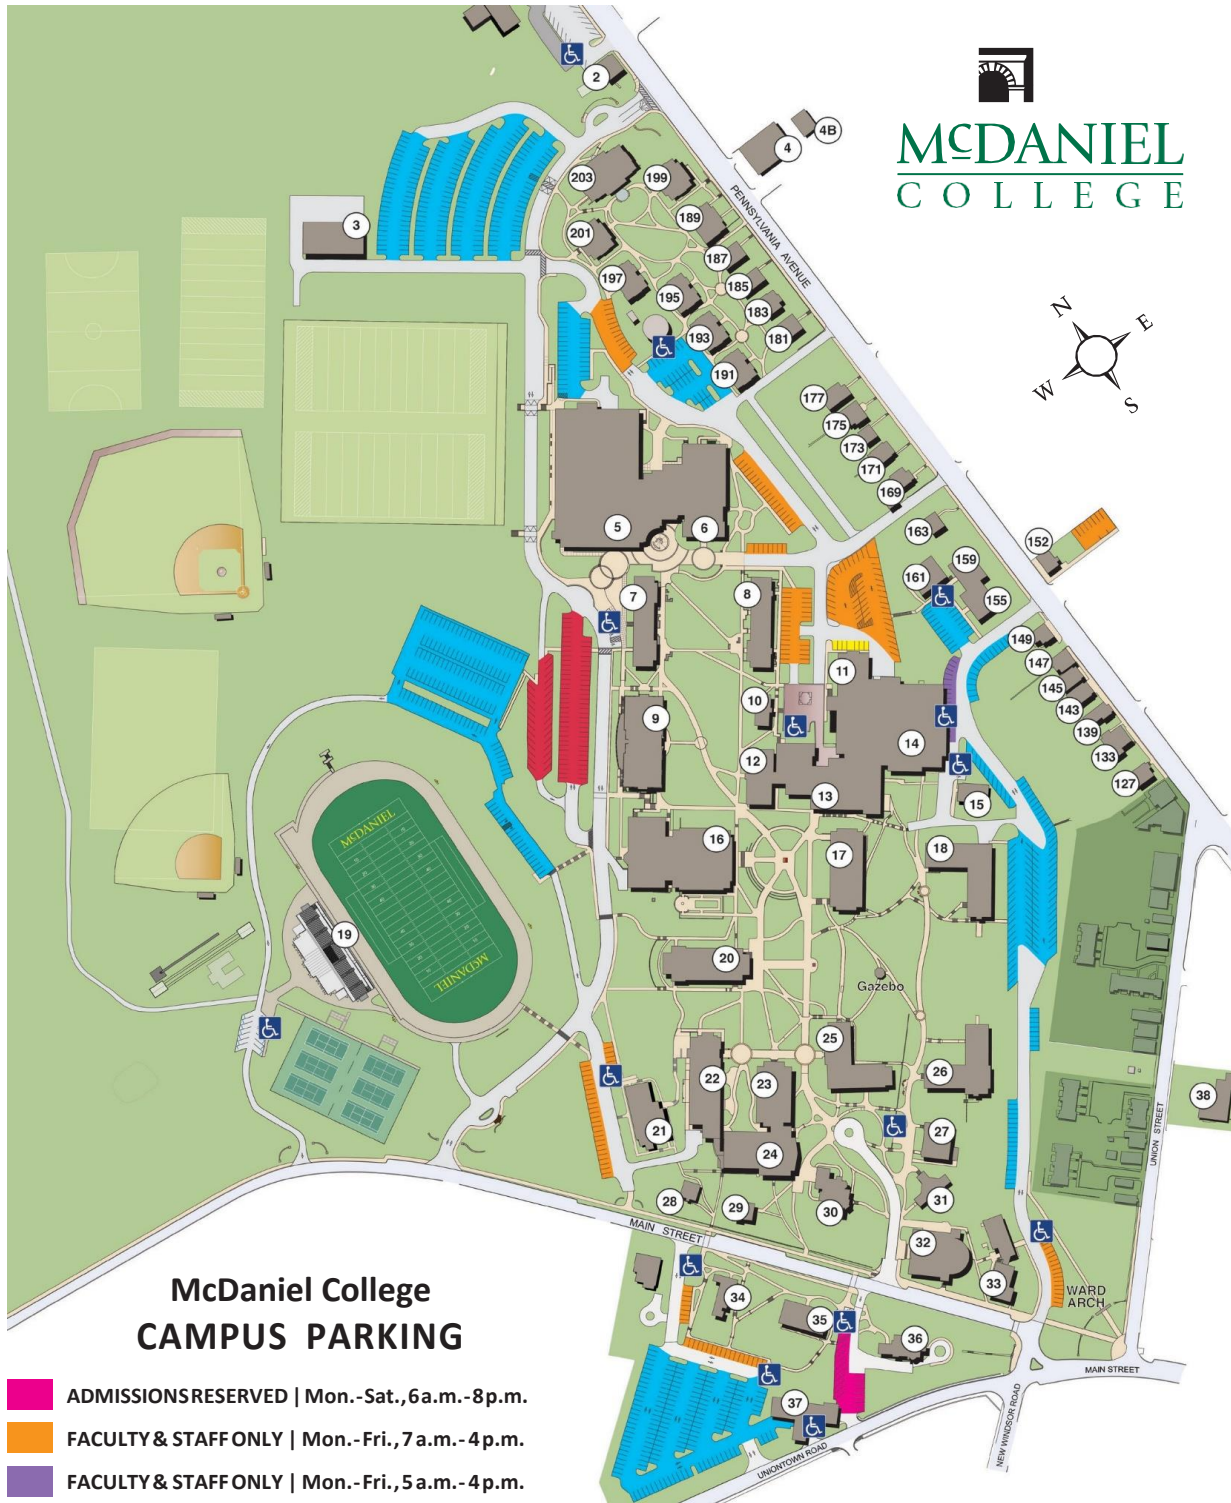 2
4B
4
McDANIEL
COLLEGE
203
199
PENNSYLVANIA AVENUE
3
189
201
187
197
185
195
183
N
E
193
181
191
W
S
177
175
173
171
169
5
6
163
152
159
161
7
8
155
149
147
11
145
10
143
9
139
14
12
133
127
13
15
McDANIEL
16
17
18
19
20
McDANIEL
Gazebo
25
22
23
26
38
UNION STREET
21
27
24
28
29
30
31
MAIN STREET
32
33
WARD
ARCH
McDaniel College
CAMPUS PARKING
34
35
36
MAIN STREET
37
NEW WINDSOR ROAD
UNIONTOWN ROAD
ADMISSIONS RESERVED | Mon.-Sat., 6 a.m.-8 p.m.
FACULTY & STAFF ONLY | Mon.-Fri., 7 a.m.-4 p.m.
FACULTY & STAFF ONLY | Mon.-Fri., 5 a.m.-4 p.m.